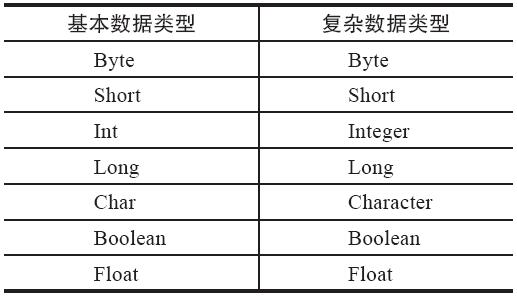 基本数据类型 复杂数据类型
Byte Byte
Short Short
Int Integer
Long Long
Char Character
Boolean Boolean
Float Float